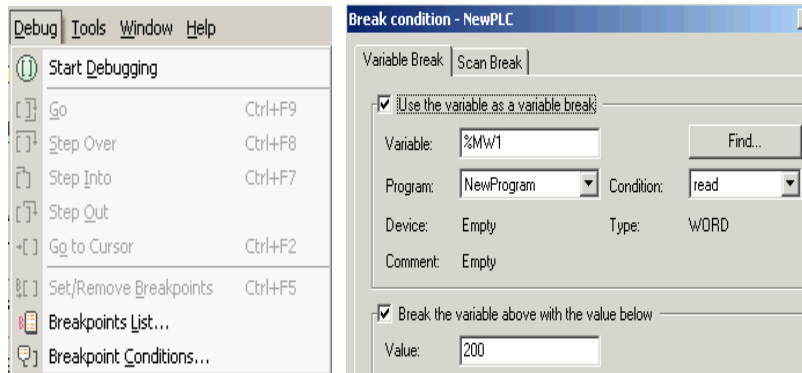 Debug Tools Window Help
Start Debugging
Go Ctrl+F9
Step Over Ctrl+F8
Step Into Ctrl+F7
Step Out
Go to Cursor Ctrl+F2
Set/Remove Breakpoints Ctrl+F5
Breakpoints List...
Breakpoint Conditions...
Break condition - NewPLC
Variable Break Scan Break
Use the variable as a variable break
Variable: %MW1 Find...
Program: NewProgram Condition: read
Device: Empty Type: WORD
Comment: Empty
Break the variable above with the value below
Value: 200